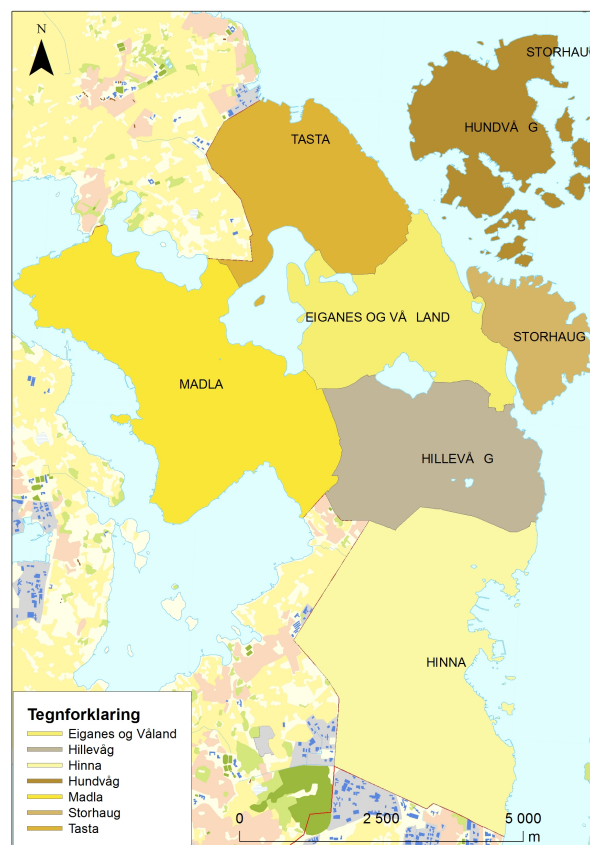 N
STORHAU
TASTA
HUNDVÅ G
EIGANES OG VÅ LAND
STORHAUG
MADLA
HILLEVÅ G
HINNA
Tegnforklaring
Eiganes og Våland
Hillevåg
Hinna
Hundvåg
Madla
Storhaug
Tasta
0 2 500 5 000
m